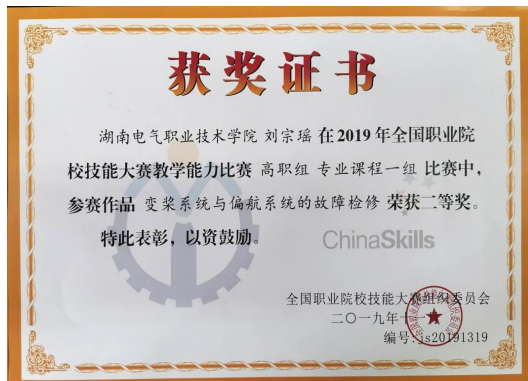 获奖证书
湖南电气职业技术学院 刘宗瑶 在2019年全国职业院
校技能大赛教学能力比赛 高职组 专业课程一组 比赛中,
参赛作品 变桨系统与偏航系统的故障检修 荣获二等奖。
特此表彰，以资鼓励。
ChinaSkills
全国职业院校技能大赛组织委员会
二〇一九年十一月
编号:js20191319